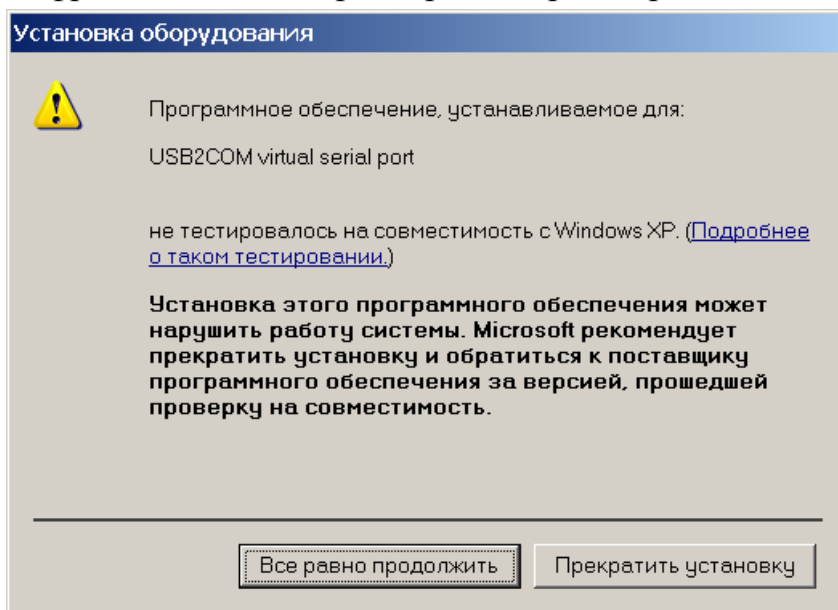 Установка оборудования
Программное обеспечение, устанавливаемое для:
USB2COM virtual serial port
не тестировалось на совместимость с Windows XP. (Подробнее
о таком тестировании.)
Установка этого программного обеспечения может
нарушить работу системы. Microsoft рекомендует
прекратить установку и обратиться к поставщику
программного обеспечения за версией, прошедшей
проверку на совместимость.
Все равно продолжить
Прекратить установку